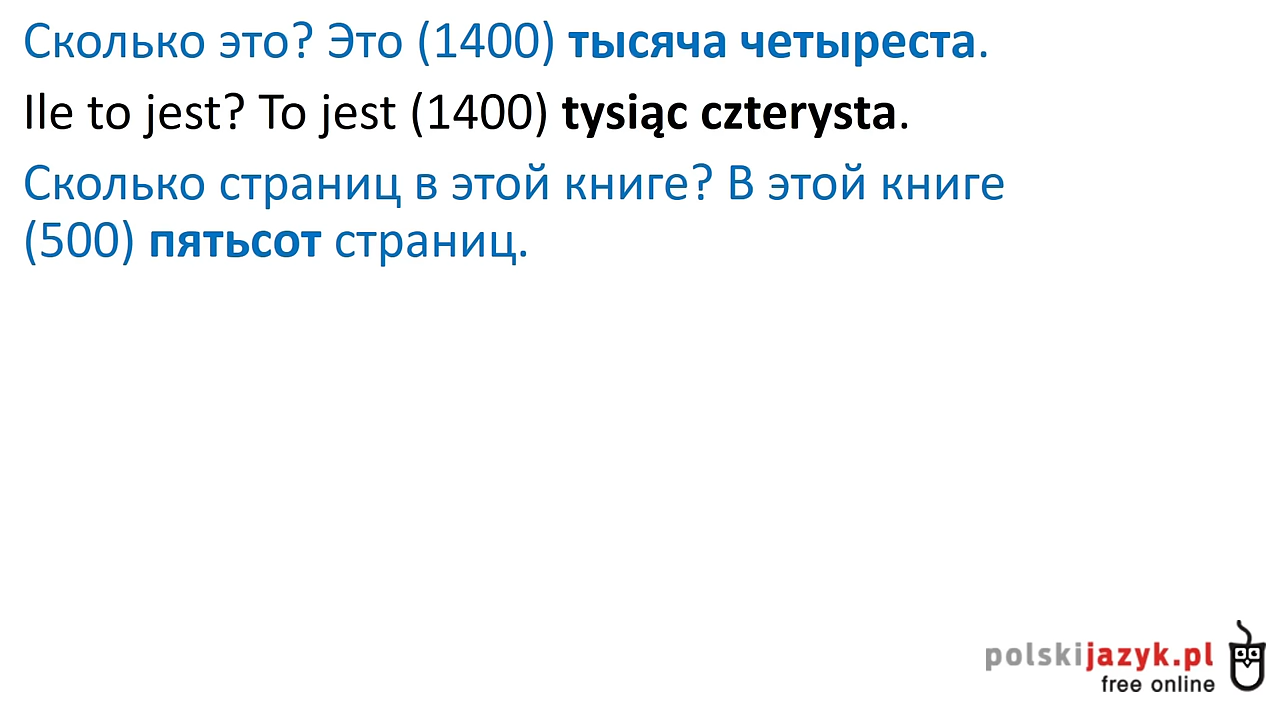 Сколько это? Это (1400) тысяча четыреста.
Ile to jest? To jest (1400) tysiąc czterysta.
Сколько страниц в этой книге? В этой книге
(500) пятьсот страниц.
polskijazyk.pl
free online